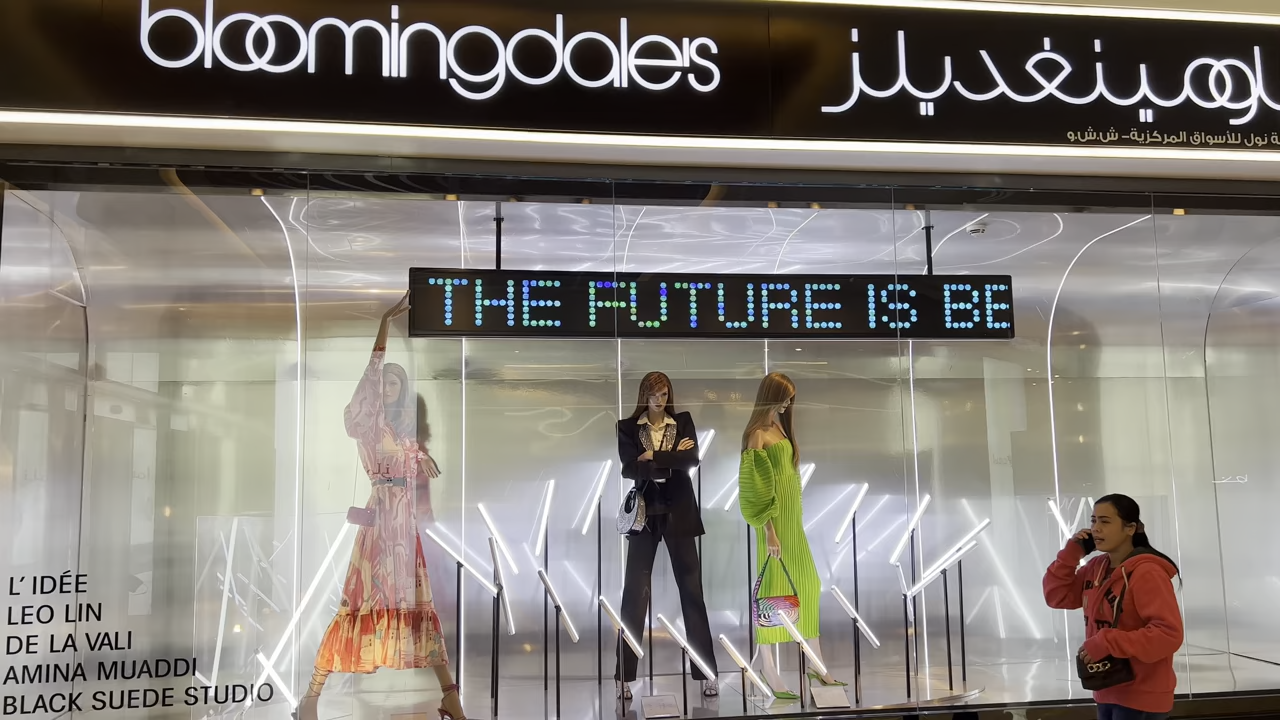 bloomingdale's
بلومينغديلز
ة نول للأسواق المركزية– ش.ش.و
THE FUTURE IS BE
L'IDÉE
LEO LIN
DE LA VALI
AMINA MUADDI
BLACK SUEDE STUDIO